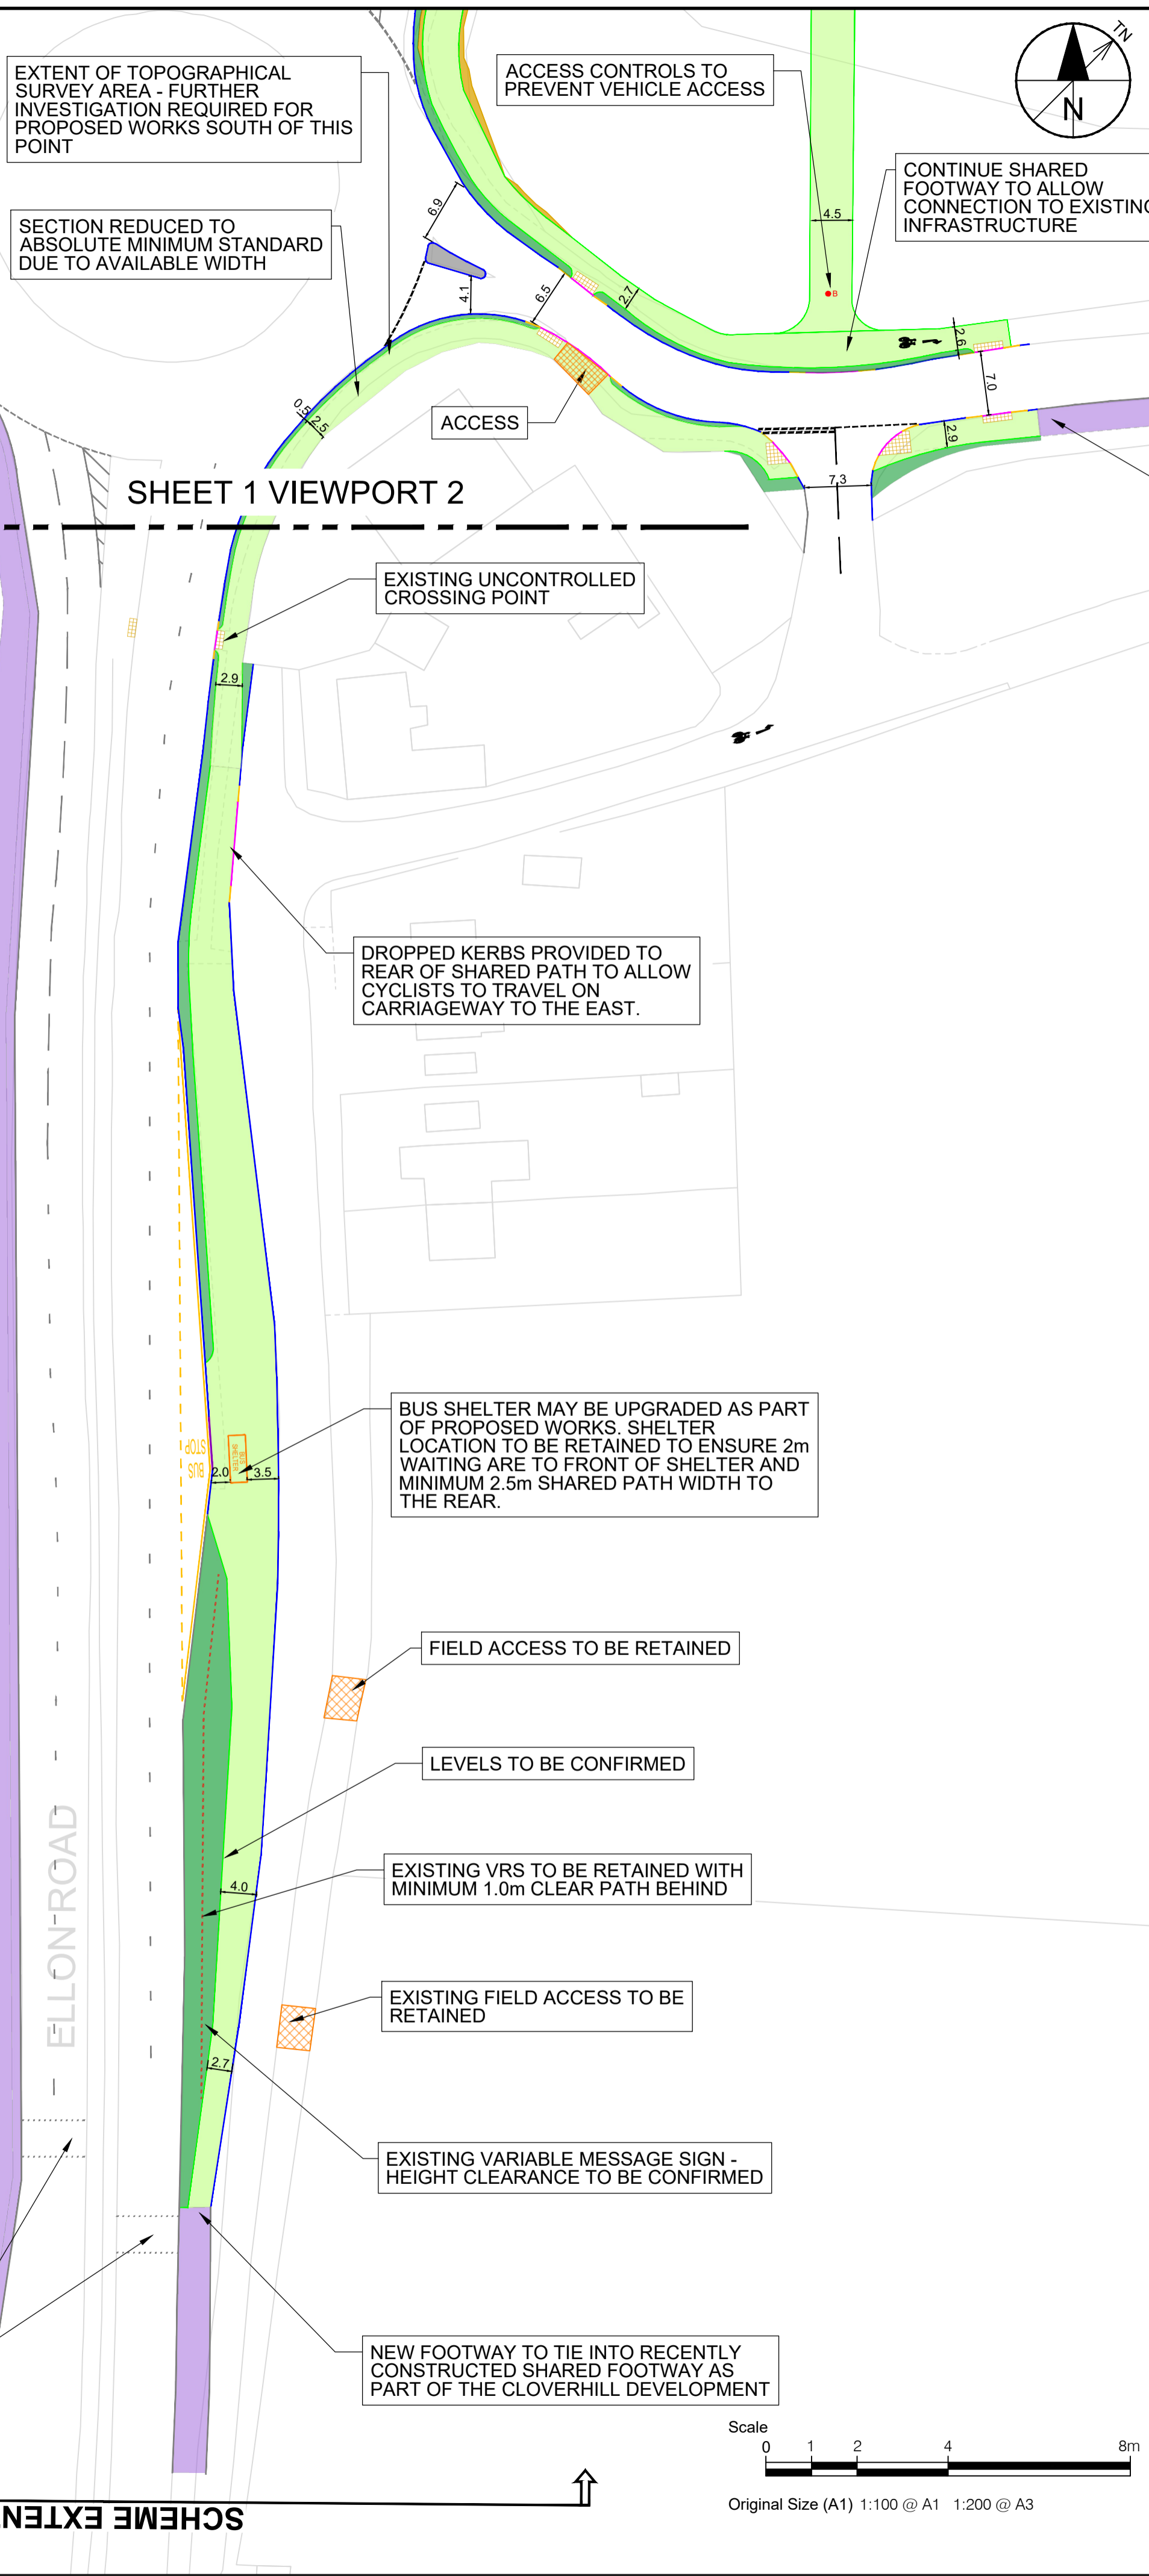 TN
N
EXTENT OF TOPOGRAPHICAL
SURVEY AREA - FURTHER
INVESTIGATION REQUIRED FOR
PROPOSED WORKS SOUTH OF THIS
POINT
ACCESS CONTROLS TO
PREVENT VEHICLE ACCESS
CONTINUE SHARED
FOOTWAY TO ALLOW
CONNECTION TO EXISTING
INFRASTRUCTURE
SECTION REDUCED TO
ABSOLUTE MINIMUM STANDARD
DUE TO AVAILABLE WIDTH
6.9
4.5
B
4.1
6.5
2.7
2.6
7.0
0.5
2.5
ACCESS
2.9
7.3
SHEET 1 VIEWPORT 2
EXISTING UNCONTROLLED
CROSSING POINT
2.9
DROPPED KERBS PROVIDED TO
REAR OF SHARED PATH TO ALLOW
CYCLISTS TO TRAVEL ON
CARRIAGEWAY TO THE EAST.
BUS SHELTER MAY BE UPGRADED AS PART
OF PROPOSED WORKS. SHELTER
LOCATION TO BE RETAINED TO ENSURE 2m
WAITING ARE TO FRONT OF SHELTER AND
MINIMUM 2.5m SHARED PATH WIDTH TO
THE REAR.
BUS
STOP
BUS
SHELTER
2.0
3.5
FIELD ACCESS TO BE RETAINED
LEVELS TO BE CONFIRMED
EXISTING VRS TO BE RETAINED WITH
MINIMUM 1.0m CLEAR PATH BEHIND
4.0
ELLON ROAD
EXISTING FIELD ACCESS TO BE
RETAINED
2.7
EXISTING VARIABLE MESSAGE SIGN -
HEIGHT CLEARANCE TO BE CONFIRMED
NEW FOOTWAY TO TIE INTO RECENTLY
CONSTRUCTED SHARED FOOTWAY AS
PART OF THE CLOVERHILL DEVELOPMENT
Scale
0 1 2 4 8m
Original Size (A1) 1:100 @ A1 1:200 @ A3
SCHEME EXTEN